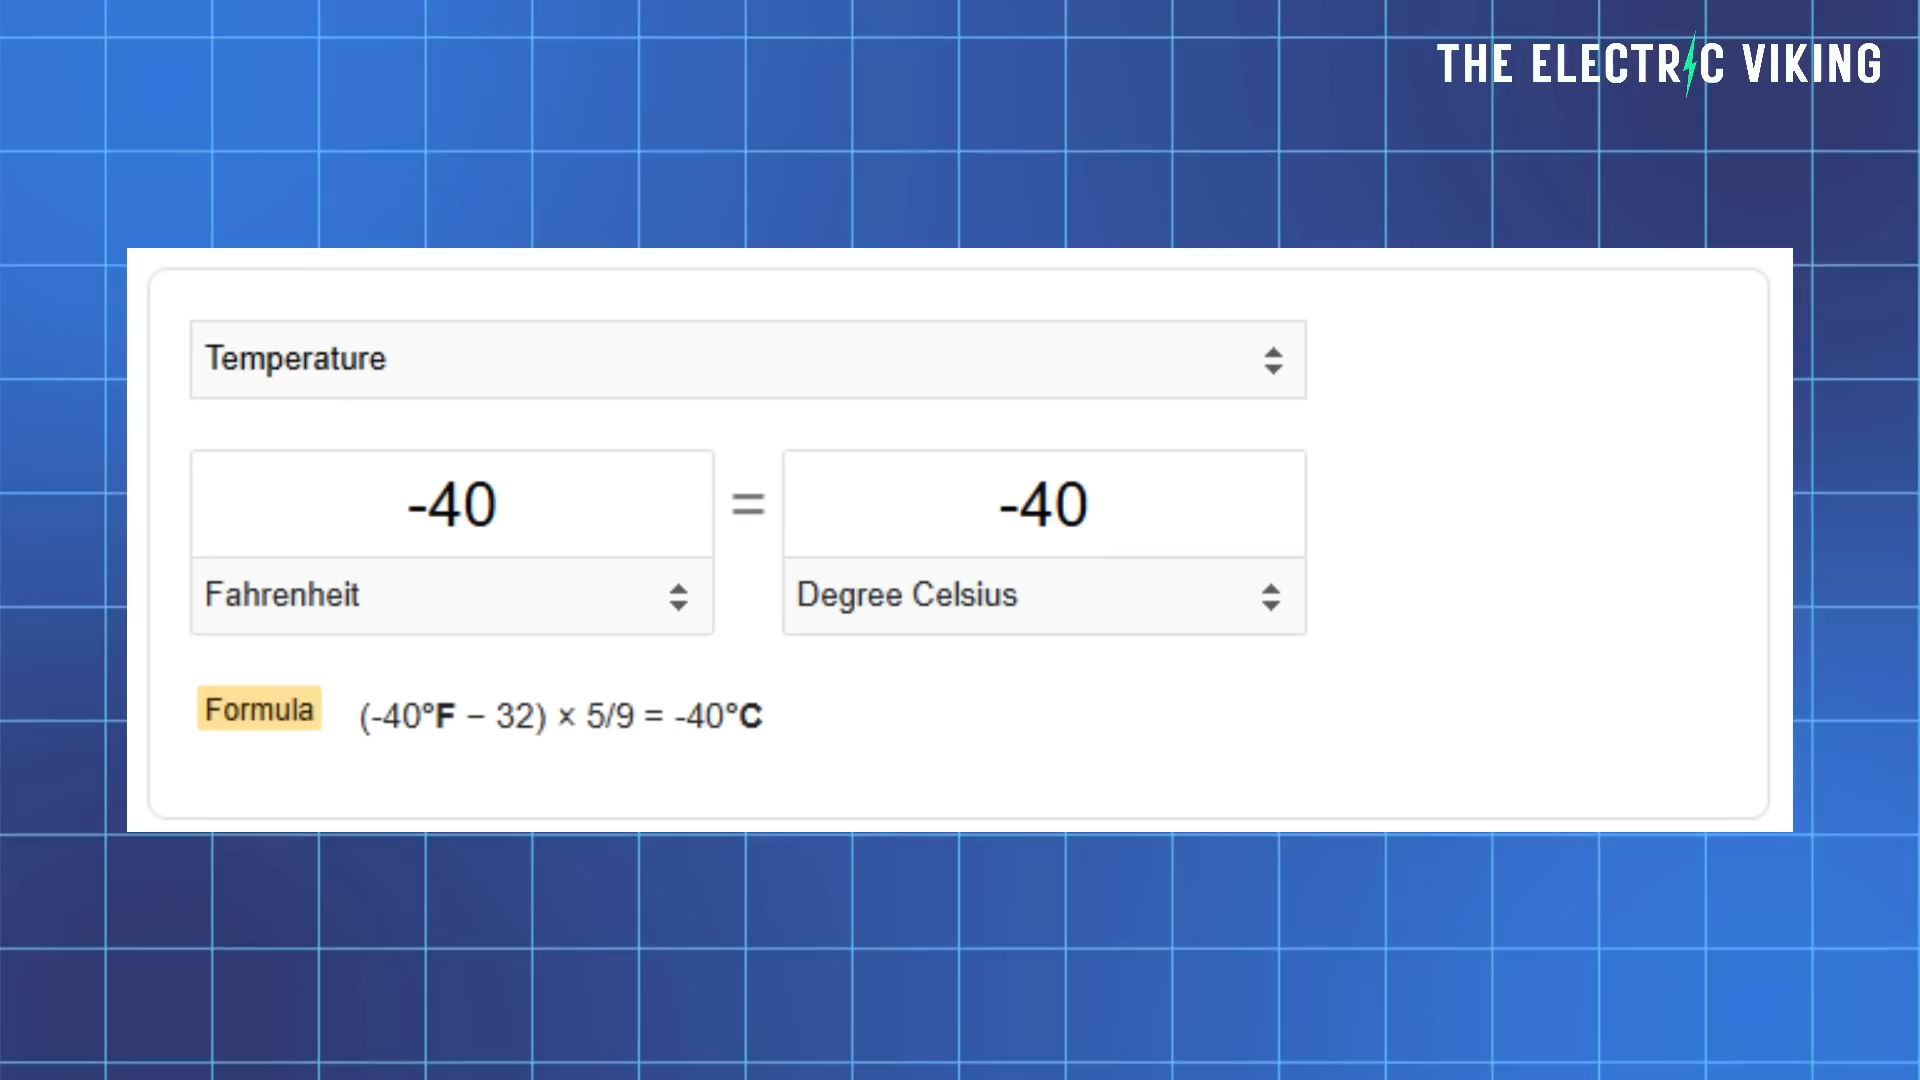 THE ELECTRIC VIKING
Temperature
-40 = -40
Fahrenheit Degree Celsius
Formula (-40°F − 32) × 5/9 = -40°C